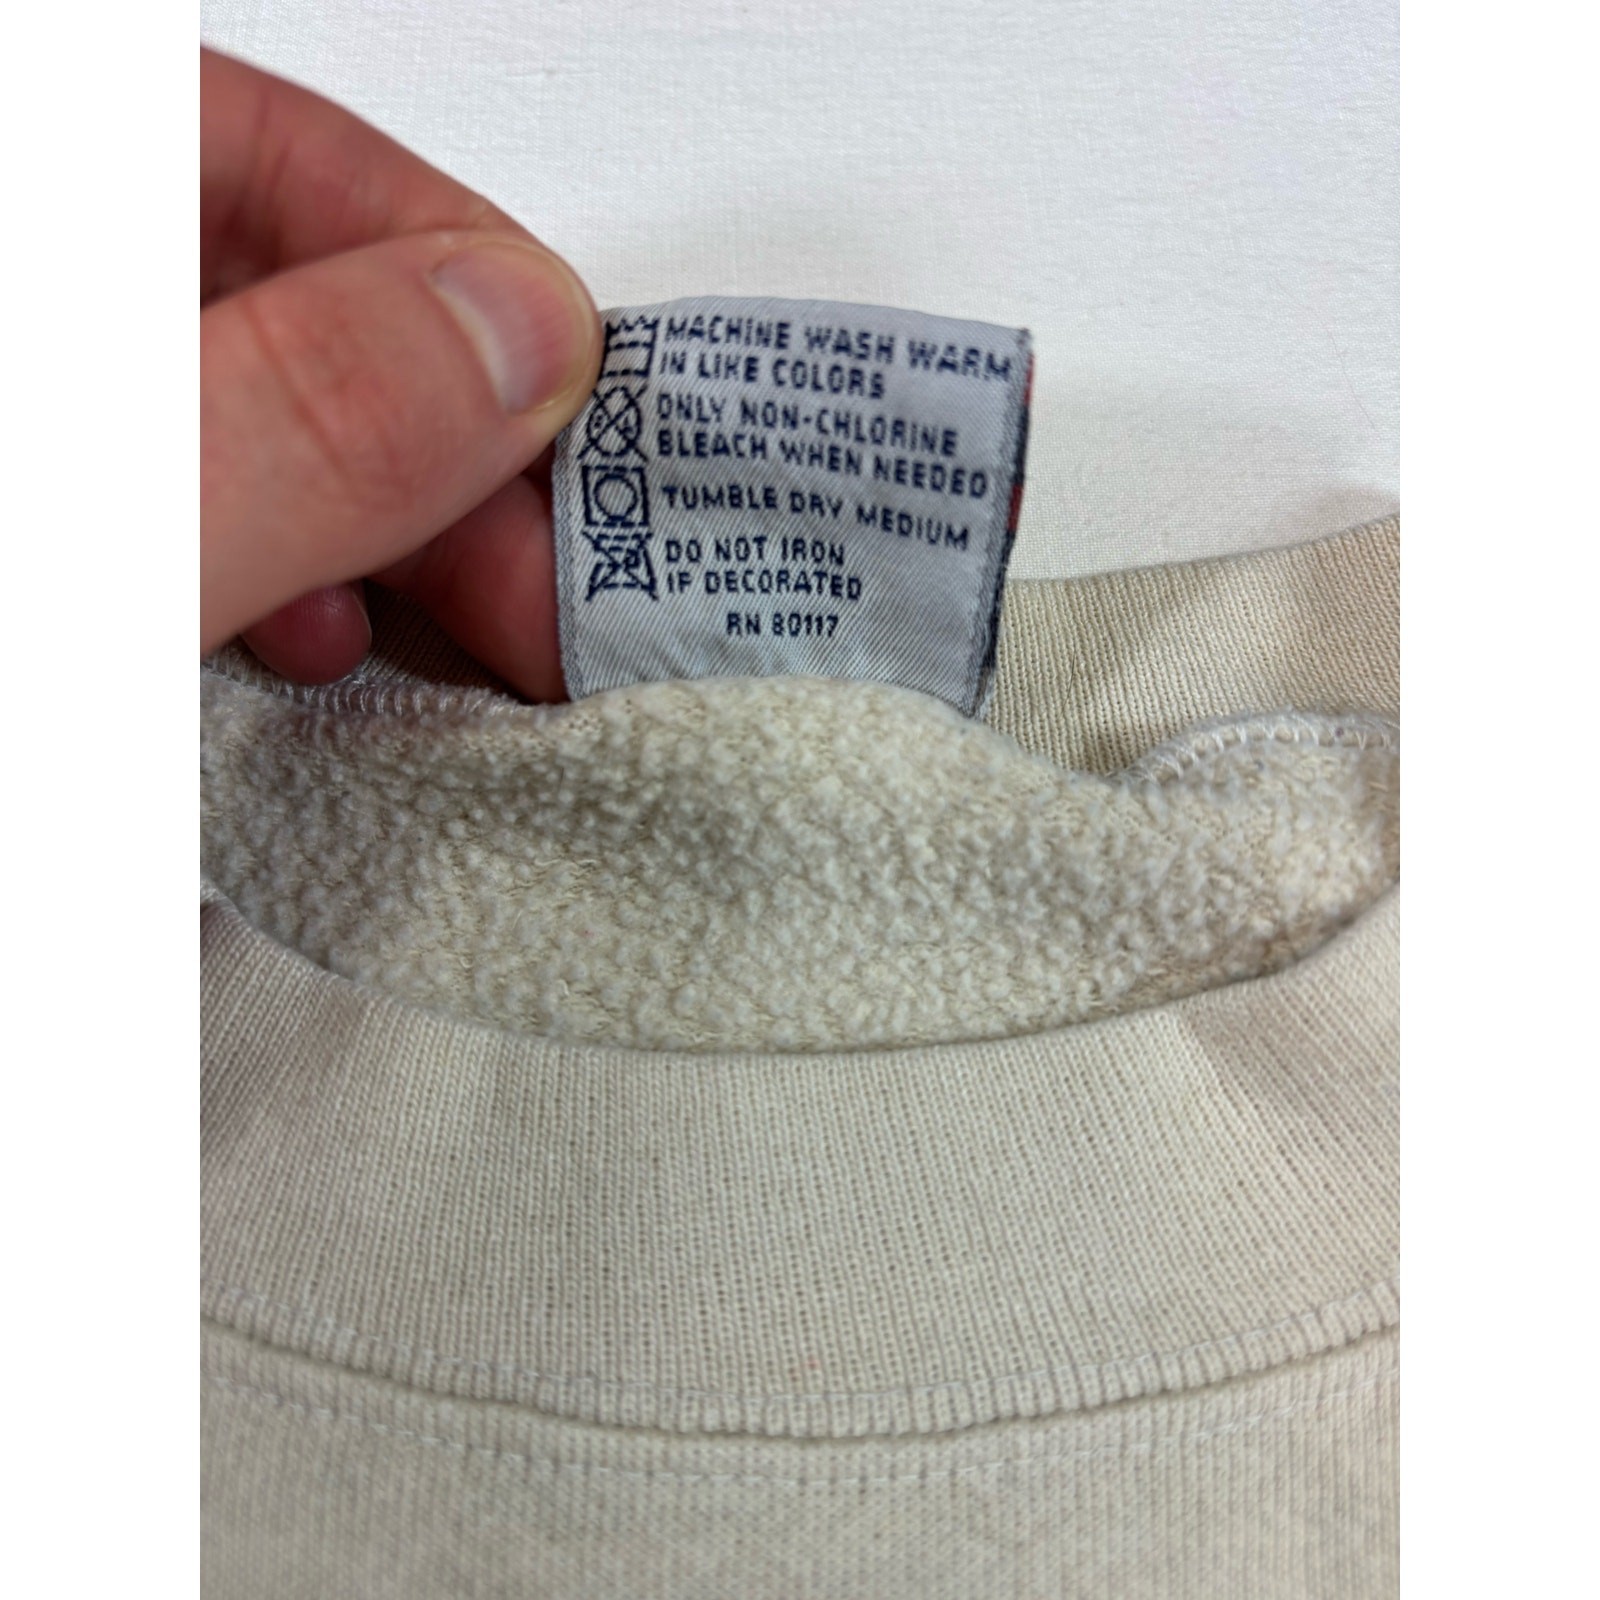 MACHINE WASH WARM
IN LIKE COLORS
ONLY NON-CHLORINE
BLEACH WHEN NEEDED
TUMBLE DRY MEDIUM
DO NOT IRON
IF DECORATED
RN 80117